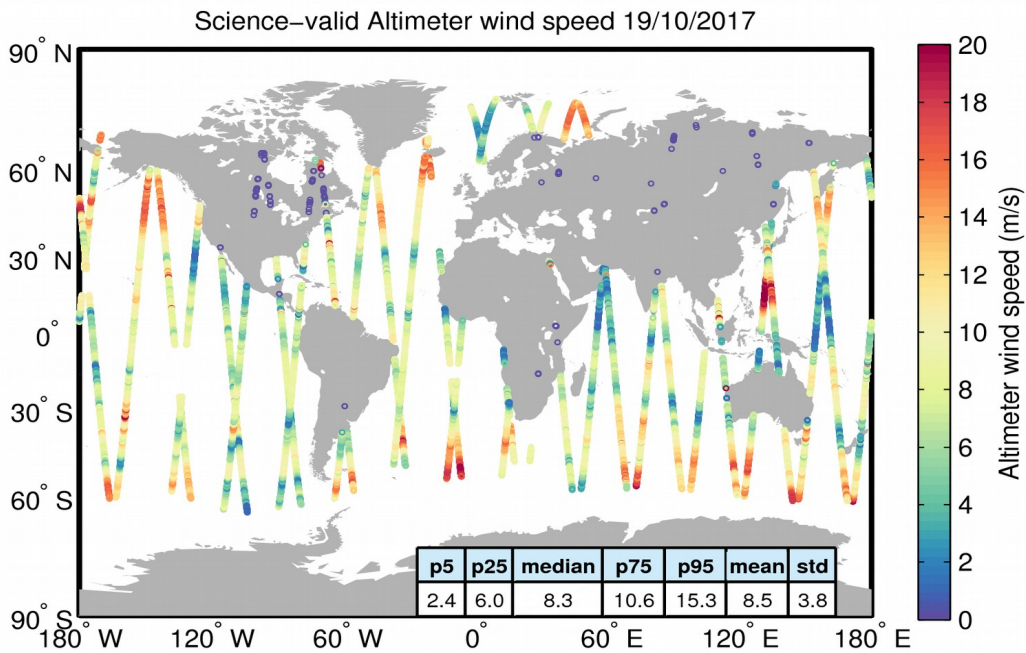 Science−valid Altimeter wind speed 19/10/2017
90° N
60° N
30° N
0°
30° S
60° S
90° S
180° W
120° W
60° W
0°
60° E
120° E
180° E
p5 p25 median p75 p95 mean std
2.4 6.0 8.3 10.6 15.3 8.5 3.8
20
18
16
14
12
10
8
6
4
2
0
Altimeter wind speed (m/s)